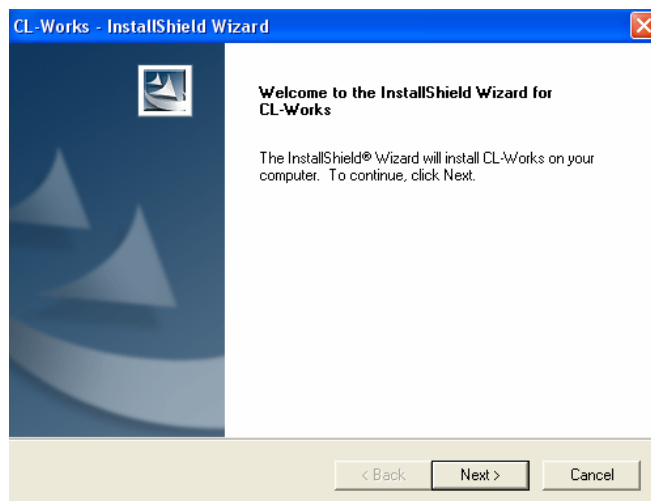 CL-Works - InstallShield Wizard
Welcome to the InstallShield Wizard for
CL-Works
The InstallShield® Wizard will install CL-Works on your
computer. To continue, click Next.
< Back Next > Cancel